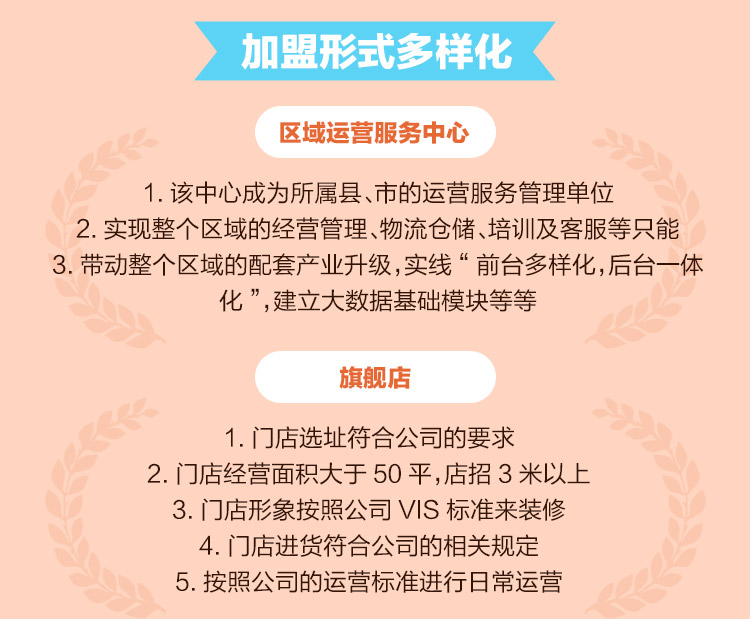 加盟形式多样化
区域运营服务中心
1. 该中心成为所属县、市的运营服务管理单位
2. 实现整个区域的经营管理、物流仓储、培训及客服等只能
3. 带动整个区域的配套产业升级，实线“ 前台多样化，后台一体
化 ”，建立大数据基础模块等等
旗舰店
1. 门店选址符合公司的要求
2. 门店经营面积大于 50 平，店招 3 米以上
3. 门店形象按照公司 VIS 标准来装修
4. 门店进货符合公司的相关规定
5. 按照公司的运营标准进行日常运营